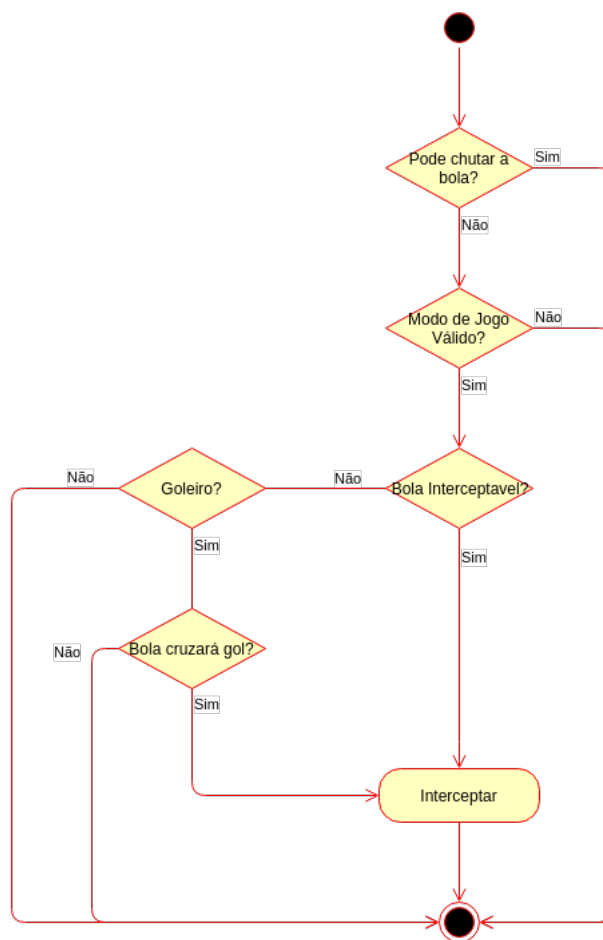 Pode chutar a
bola?
Sim
Não
Modo de Jogo
Válido?
Não
Sim
Bola Interceptavel?
Não
Goleiro?
Não
Sim
Sim
Bola cruzará gol?
Não
Sim
Interceptar